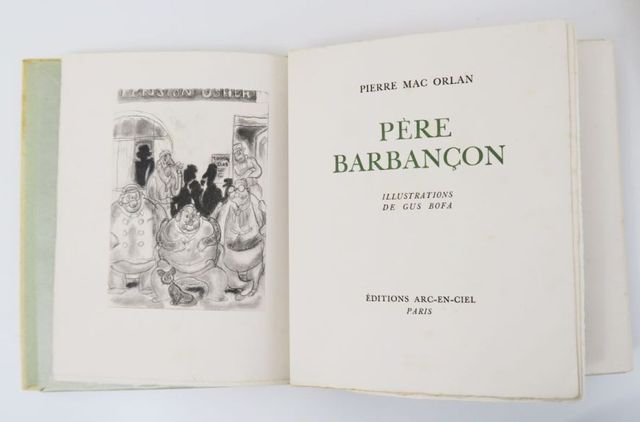 PENSION USHER
PIERRE MAC ORLAN
PÈRE
BARBANÇON
ILLUSTRATIONS
DE GUS BOFA
ÉDITIONS ARC-EN-CIEL
PARIS